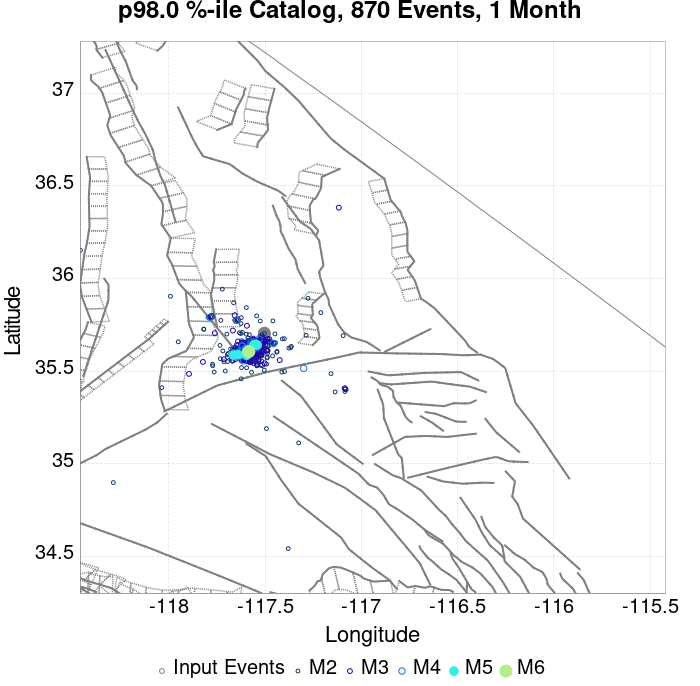 p98.0 %-ile Catalog, 870 Events, 1 Month
37
36.5
36
35.5
35
34.5
Latitude
-118 -117.5 -117 -116.5 -116 -115.5
Longitude
Input Events M2 M3 M4 M5 M6